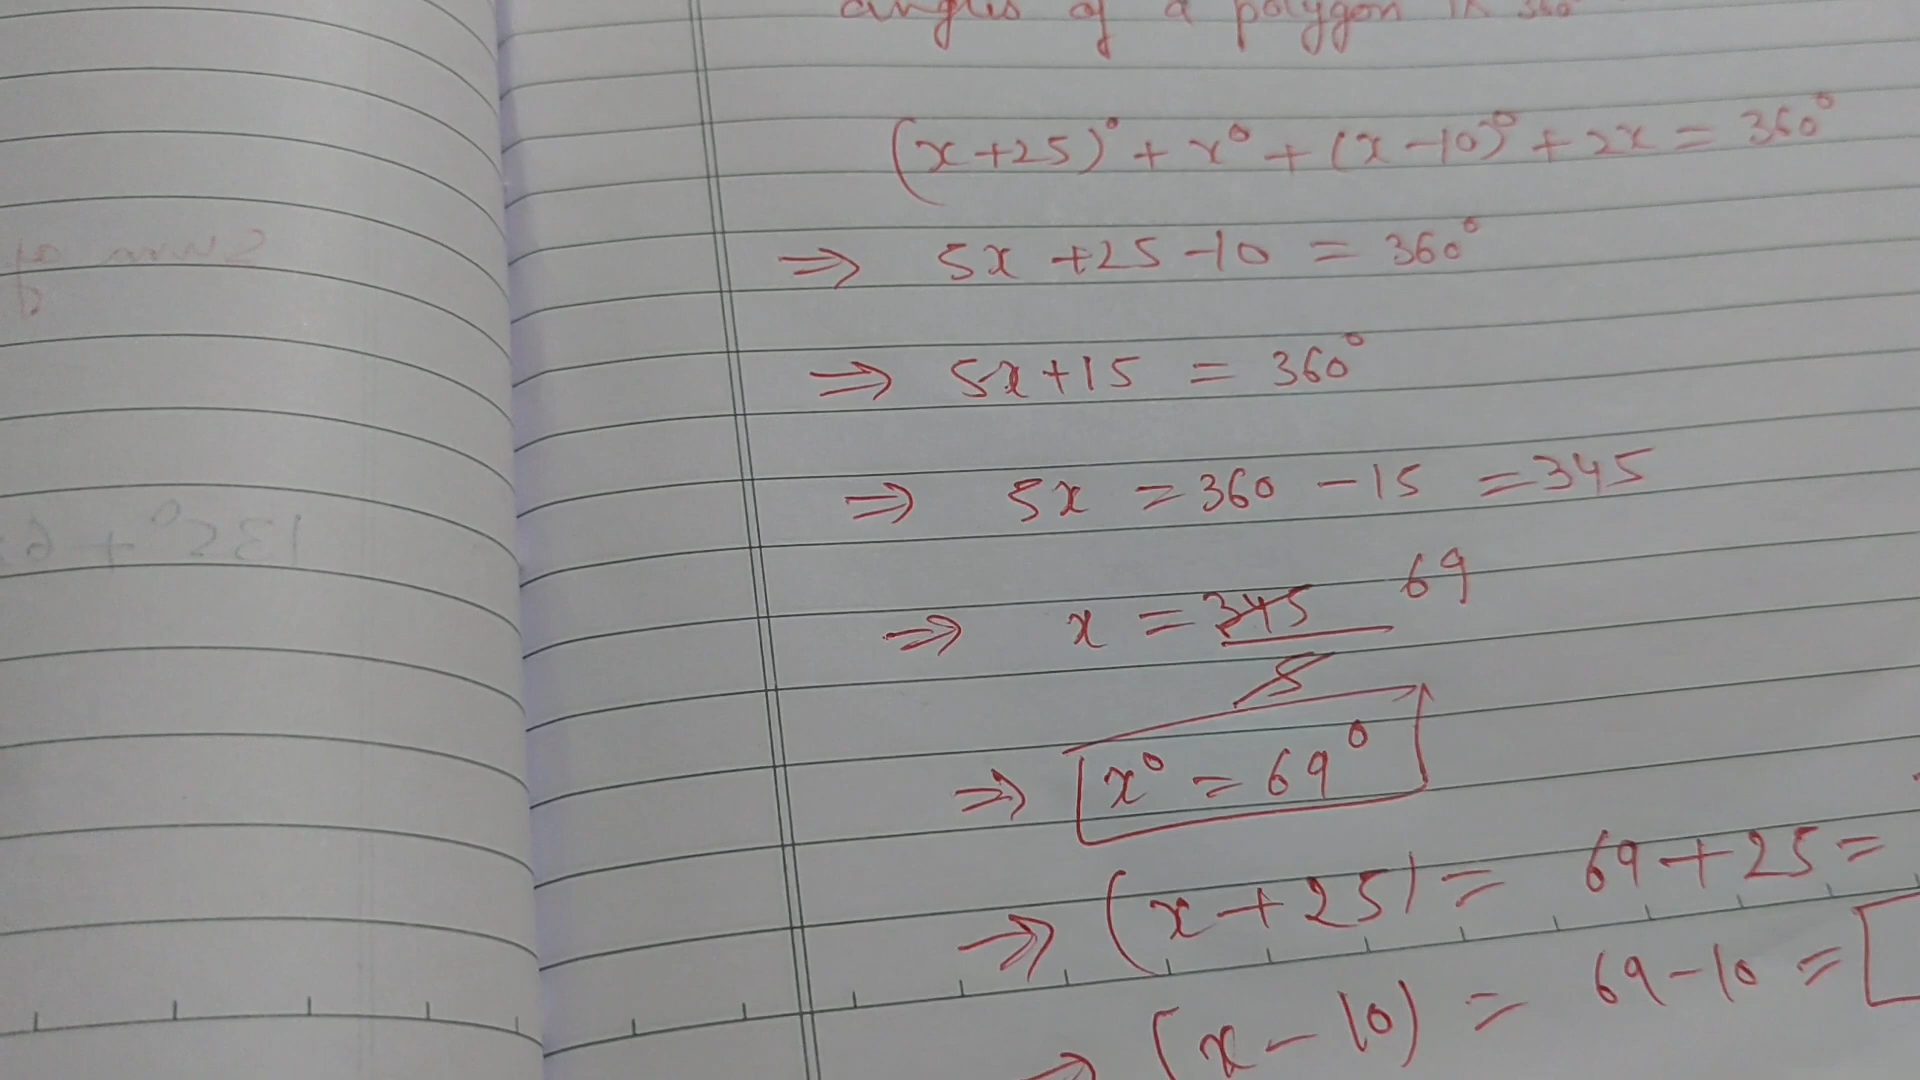 angles of a polygon is 360°
(x+25)° + x° + (x-10)° + 2x = 360°
⇒ 5x +25 -10 = 360°
⇒ 5x+15 = 360°
⇒ 5x = 360 - 15 = 345
⇒ x = 345/5 69
⇒ x° = 69°
⇒ (x+25) = 69+25 =
⇒ (x-10) = 69-10 =